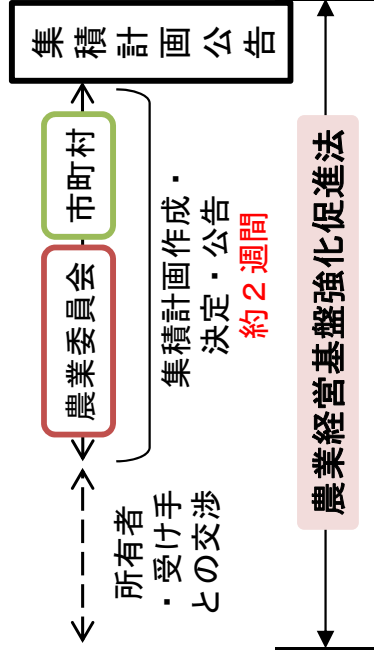 集積計画公告
農業委員会
市町村
所有者
・受け手
との交渉
集積計画作成・
決定・公告
約２週間
農業経営基盤強化促進法